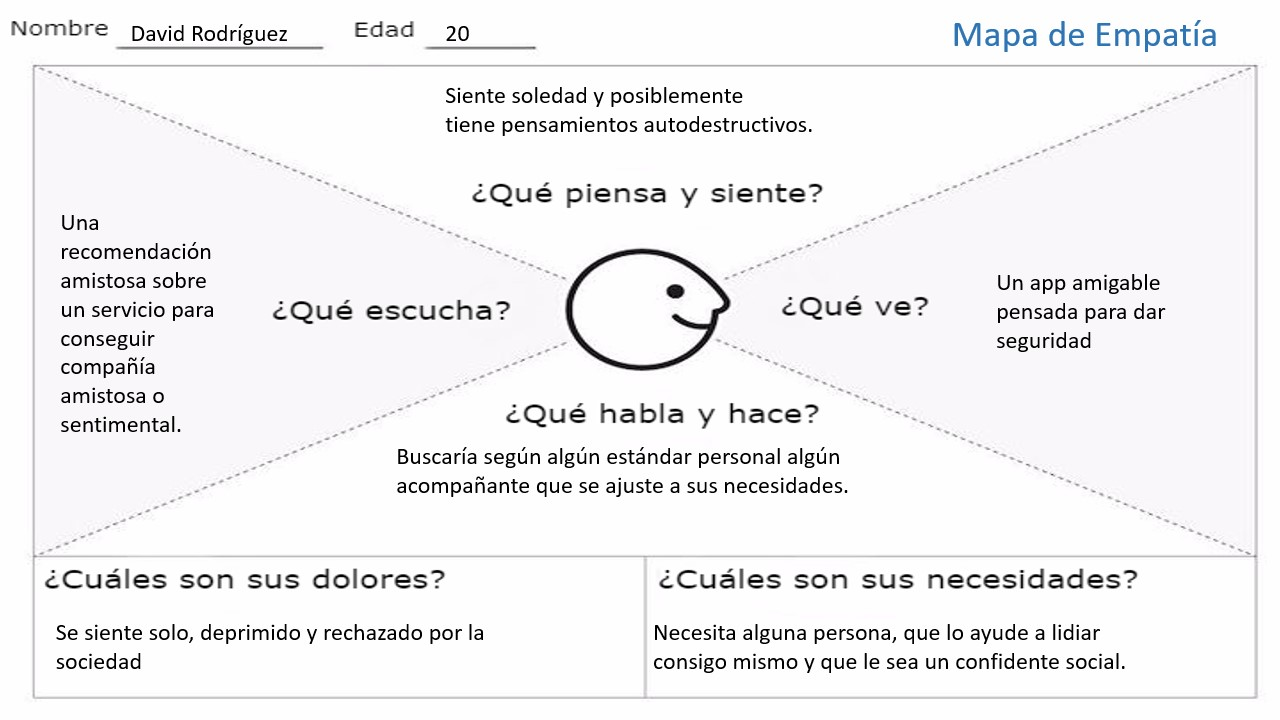 Nombre David Rodríguez Edad 20
Mapa de Empatía
Siente soledad y posiblemente
tiene pensamientos autodestructivos.
¿Qué piensa y siente?
Una
recomendación
amistosa sobre
un servicio para
conseguir
compañía
amistosa o
sentimental.
¿Qué escucha?
¿Qué ve?
Un app amigable
pensada para dar
seguridad
¿Qué habla y hace?
Buscaría según algún estándar personal algún
acompañante que se ajuste a sus necesidades.
¿Cuáles son sus dolores?
Se siente solo, deprimido y rechazado por la
sociedad
¿Cuáles son sus necesidades?
Necesita alguna persona, que lo ayude a lidiar
consigo mismo y que le sea un confidente social.